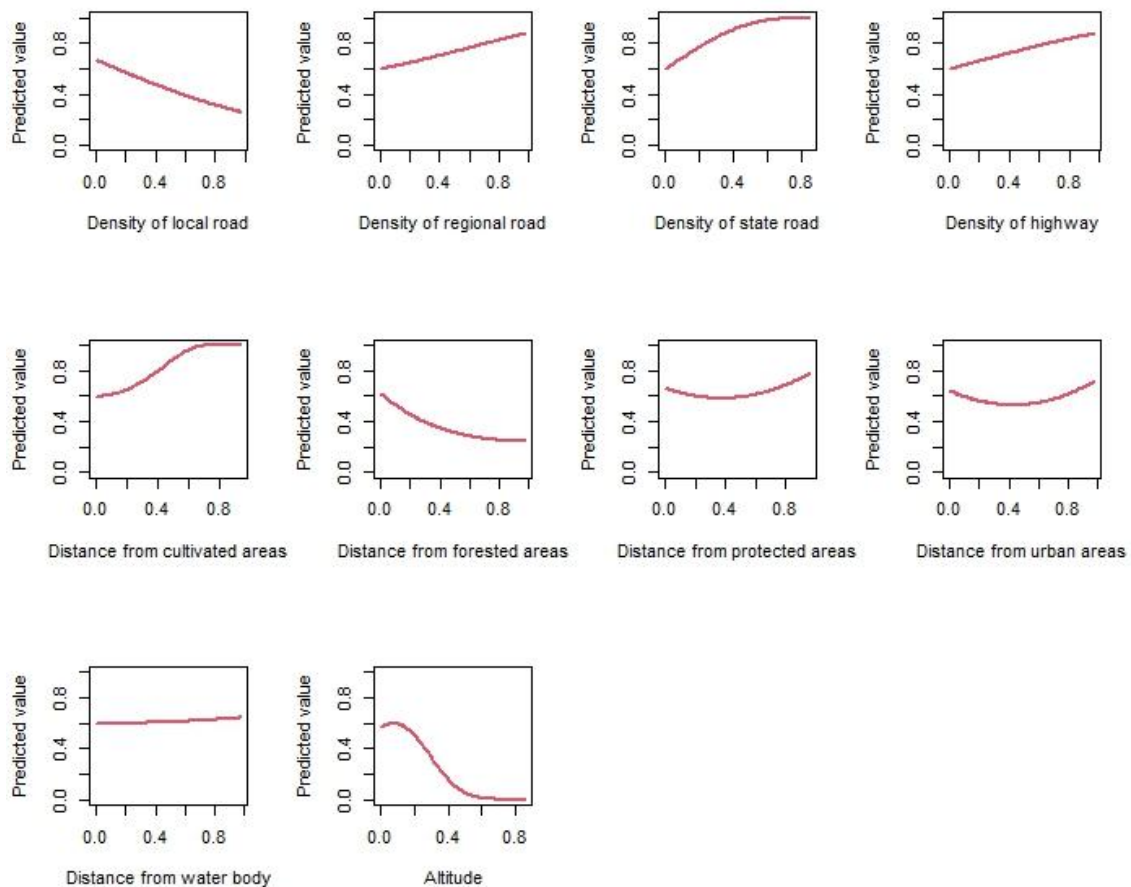 Predicted value
0.0 0.4 0.8
0.0 0.4 0.8
Density of local road
Predicted value
0.0 0.4 0.8
0.0 0.4 0.8
Density of regional road
Predicted value
0.0 0.4 0.8
0.0 0.4 0.8
Density of state road
Predicted value
0.0 0.4 0.8
0.0 0.4 0.8
Density of highway
Predicted value
0.0 0.4 0.8
0.0 0.4 0.8
Distance from cultivated areas
Predicted value
0.0 0.4 0.8
0.0 0.4 0.8
Distance from forested areas
Predicted value
0.0 0.4 0.8
0.0 0.4 0.8
Distance from protected areas
Predicted value
0.0 0.4 0.8
0.0 0.4 0.8
Distance from urban areas
Predicted value
0.0 0.4 0.8
0.0 0.4 0.8
Distance from water body
Predicted value
0.0 0.4 0.8
0.0 0.4 0.8
Altitude